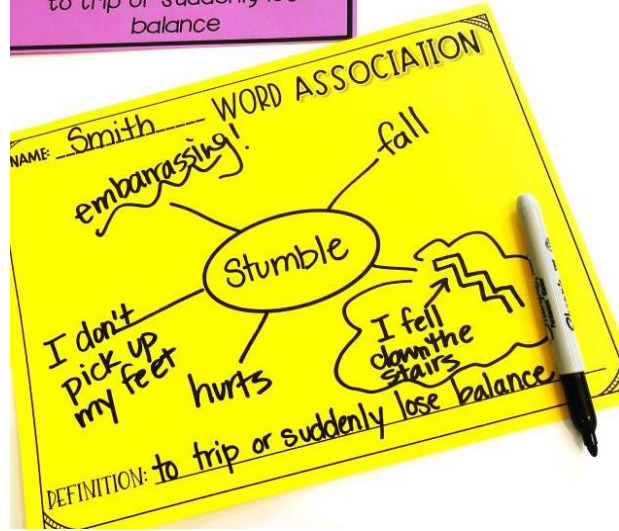 to trip or suddenly lose
balance
WORD ASSOCIATION
NAME: Smith
embarrassing!
fall
Stumble
I don't
pick up
my feet
hurts
I fell
down the
stairs
DEFINITION: to trip or suddenly lose balance